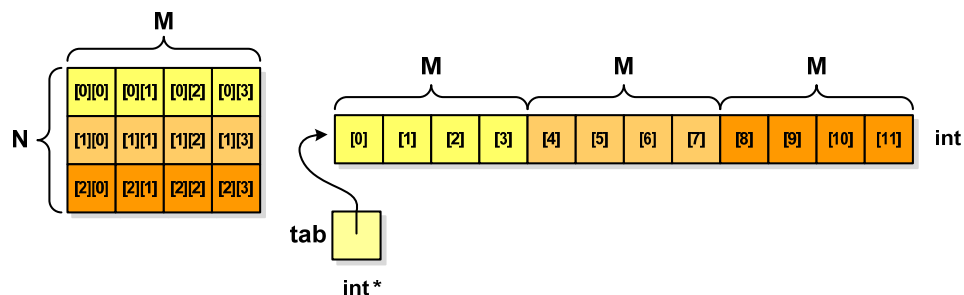 M
N
[0][0] [0][1] [0][2] [0][3]
[1][0] [1][1] [1][2] [1][3]
[2][0] [2][1] [2][2] [2][3]
M M M
[0] [1] [2] [3] [4] [5] [6] [7] [8] [9] [10] [11]
int
tab
int *